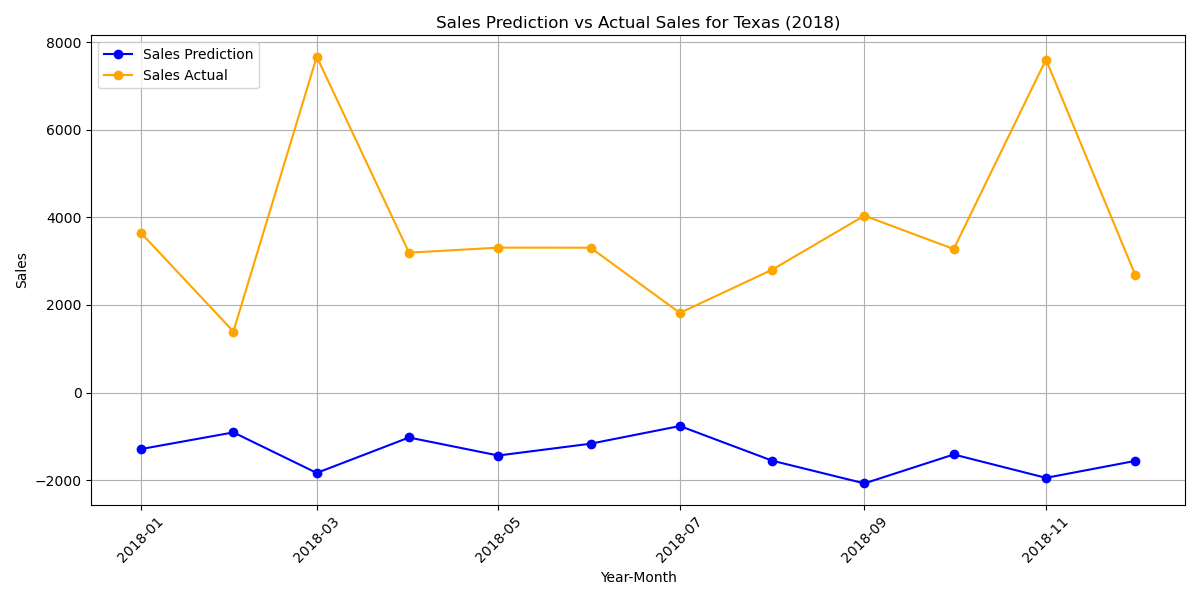 Sales Prediction vs Actual Sales for Texas (2018)
Sales Prediction
Sales Actual
8000
6000
4000
2000
0
−2000
Sales
2018-01
2018-03
2018-05
2018-07
2018-09
2018-11
Year-Month